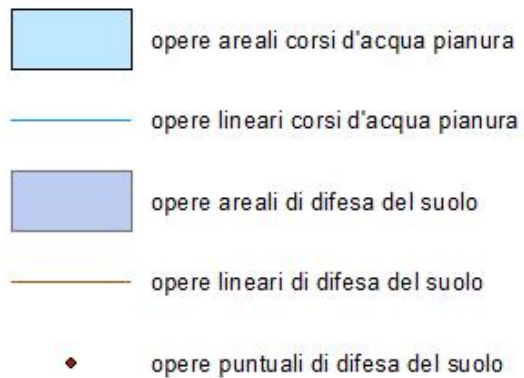 opere areali corsi d'acqua pianura
opere lineari corsi d'acqua pianura
opere areali di difesa del suolo
opere lineari di difesa del suolo
opere puntuali di difesa del suolo